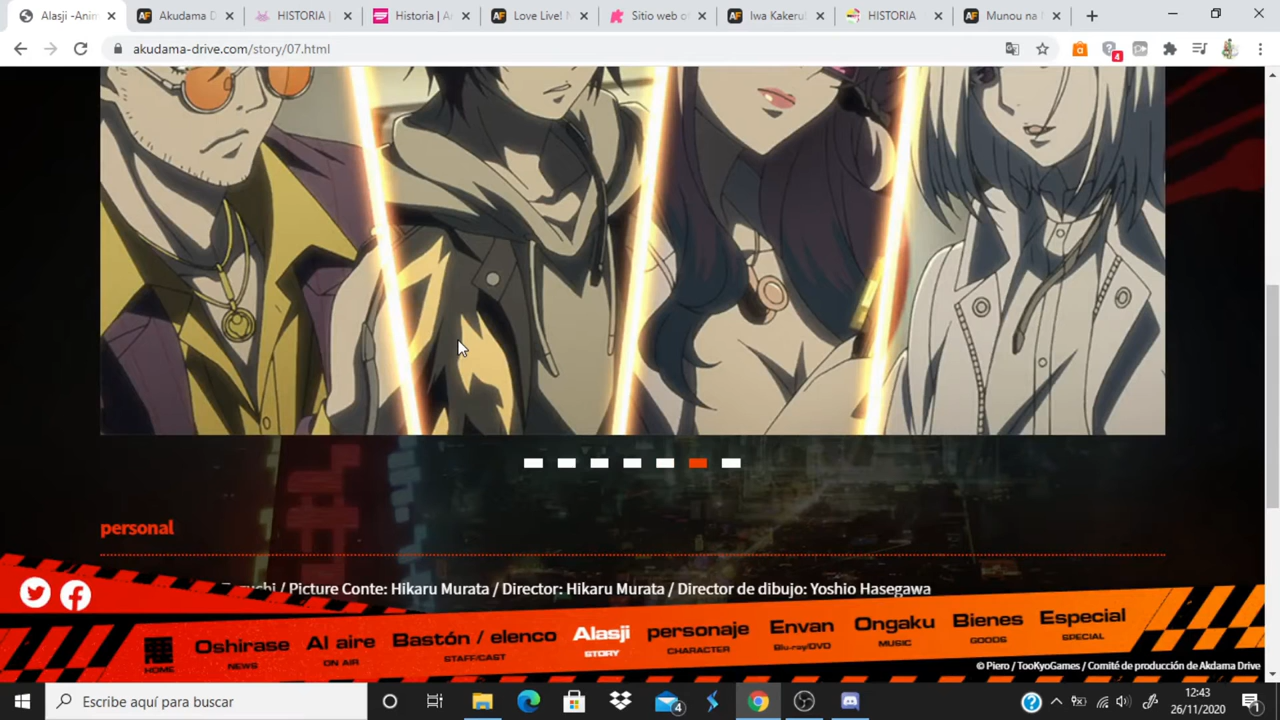 Alasji -Anim
Akudama D
HISTORIA |
Historia | A
Love Live! N
Sitio web o
Iwa Kakeru
HISTORIA
Munou na
akudama-drive.com/story/07.html
4
personal
/ Picture Conte: Hikaru Murata / Director: Hikaru Murata / Director de dibujo: Yoshio Hasegawa
HOME
Oshirase
NEWS
Al aire
ON AIR
Bastón / elenco
STAFF/CAST
Alasji
STORY
personaje
CHARACTER
Envan
Blu-ray/DVD
Ongaku
MUSIC
Bienes
GOODS
Especial
SPECIAL
© Piero / TooKyoGames / Comité de producción de Akdama Drive
Escribe aquí para buscar
4
12:43
26/11/2020
1